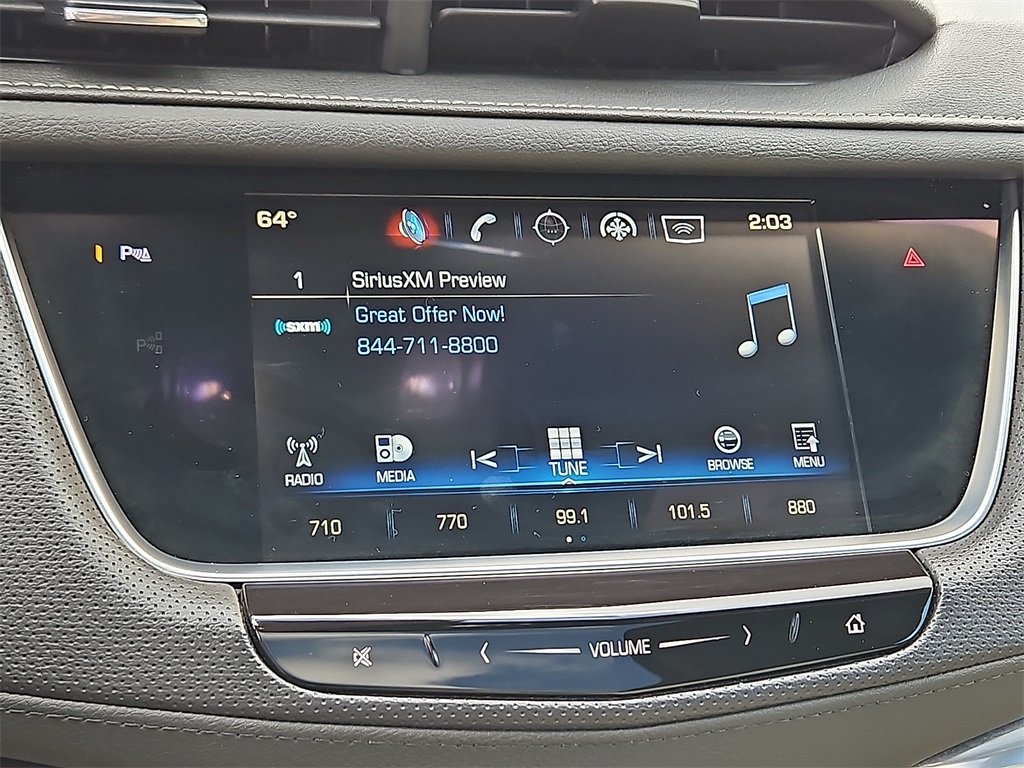 64° 2:03
P
1 SiriusXM Preview
((sxm)) Great Offer Now!
844-711-8800
P
RADIO MEDIA TUNE BROWSE MENU
710 770 99.1 101.5 880
VOLUME